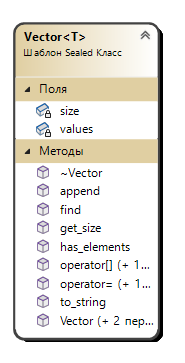 Vector<T>
Шаблон Sealed Класс
Поля
size
values
Методы
~Vector
append
find
get_size
has_elements
operator[] (+ 1...
operator= (+ 1...
to_string
Vector (+ 2 пер...